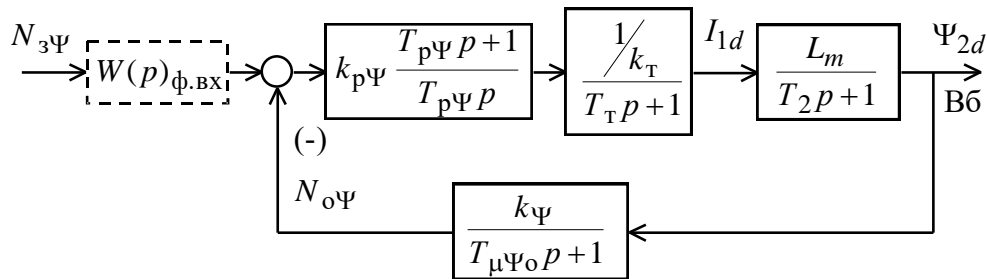 N_зΨ
W(p)_ф.вх
k_рΨ (T_рΨ p+1)/(T_рΨ p)
(1/k_т)/(T_т p+1)
I_1d
L_m/(T_2 p+1)
Ψ_2d
Вб
(-)
N_оΨ
k_Ψ/(T_μΨо p+1)